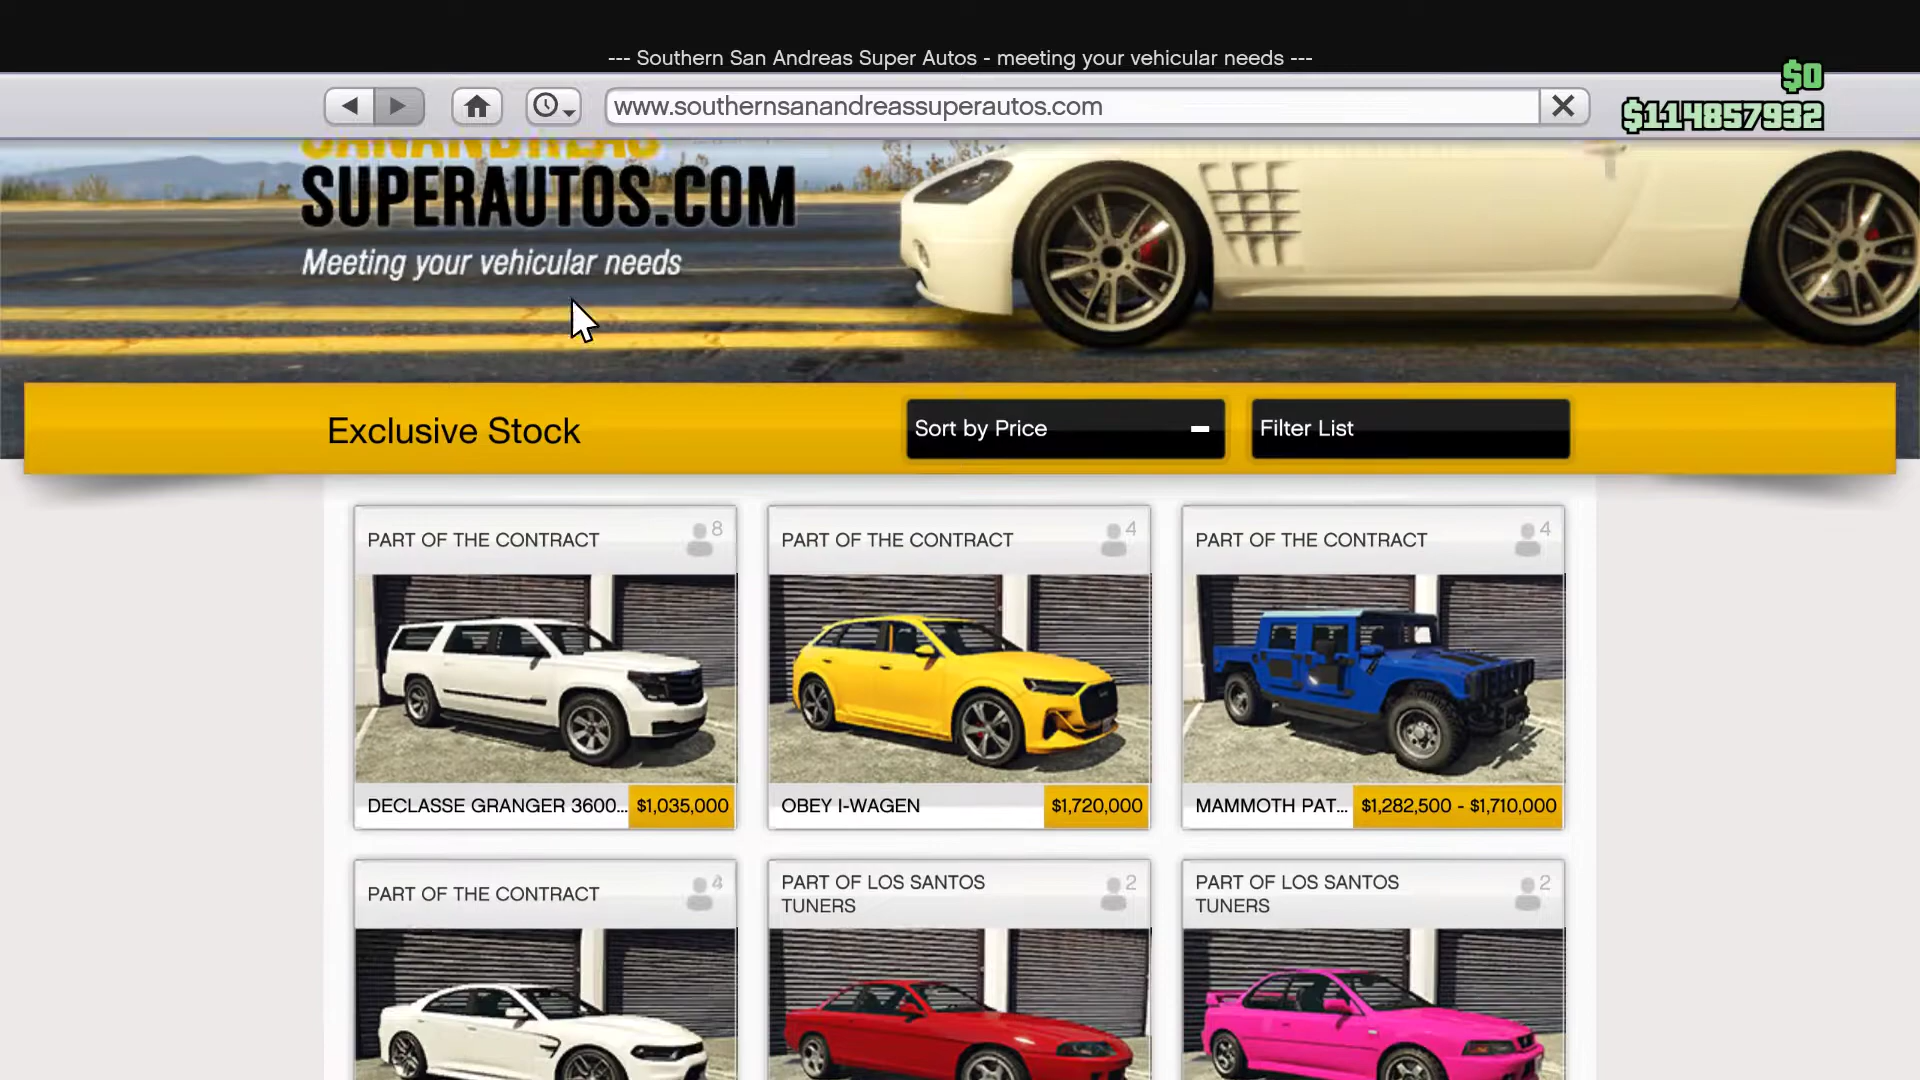 --- Southern San Andreas Super Autos - meeting your vehicular needs ---
$0
www.southernsanandreassuperautos.com
$114857932
SANANDREAS
SUPERAUTOS.COM
Meeting your vehicular needs
Exclusive Stock
Sort by Price
Filter List
PART OF THE CONTRACT
8
PART OF THE CONTRACT
4
PART OF THE CONTRACT
4
DECLASSE GRANGER 3600...
$1,035,000
OBEY I-WAGEN
$1,720,000
MAMMOTH PAT...
$1,282,500 - $1,710,000
PART OF THE CONTRACT
4
PART OF LOS SANTOS
TUNERS
2
PART OF LOS SANTOS
TUNERS
2